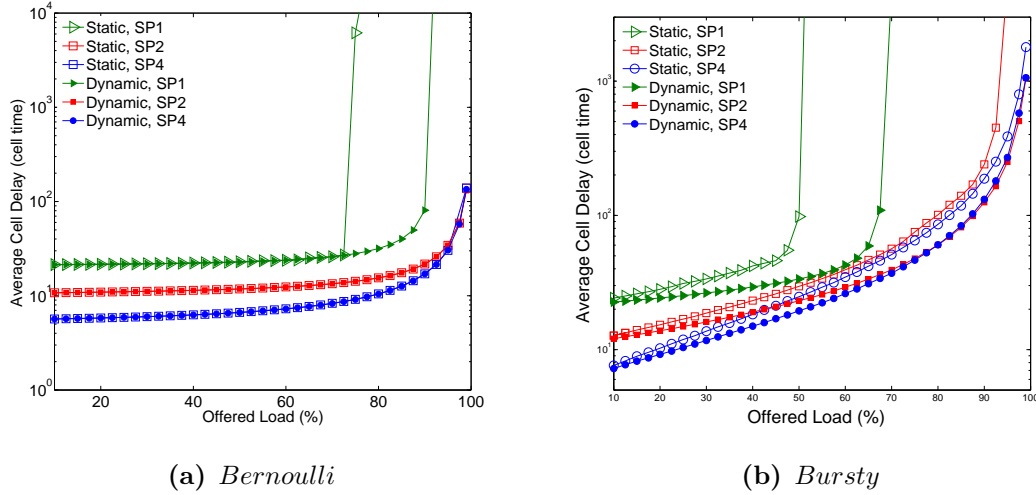 10^4
10^3
10^2
10^1
10^0
Average Cell Delay (cell time)
Static, SP1
Static, SP2
Static, SP4
Dynamic, SP1
Dynamic, SP2
Dynamic, SP4
20 40 60 80 100
Offered Load (%)
(a) Bernoulli
10^3
10^2
10^1
Average Cell Delay (cell time)
Static, SP1
Static, SP2
Static, SP4
Dynamic, SP1
Dynamic, SP2
Dynamic, SP4
10 20 30 40 50 60 70 80 90 100
Offered Load (%)
(b) Bursty